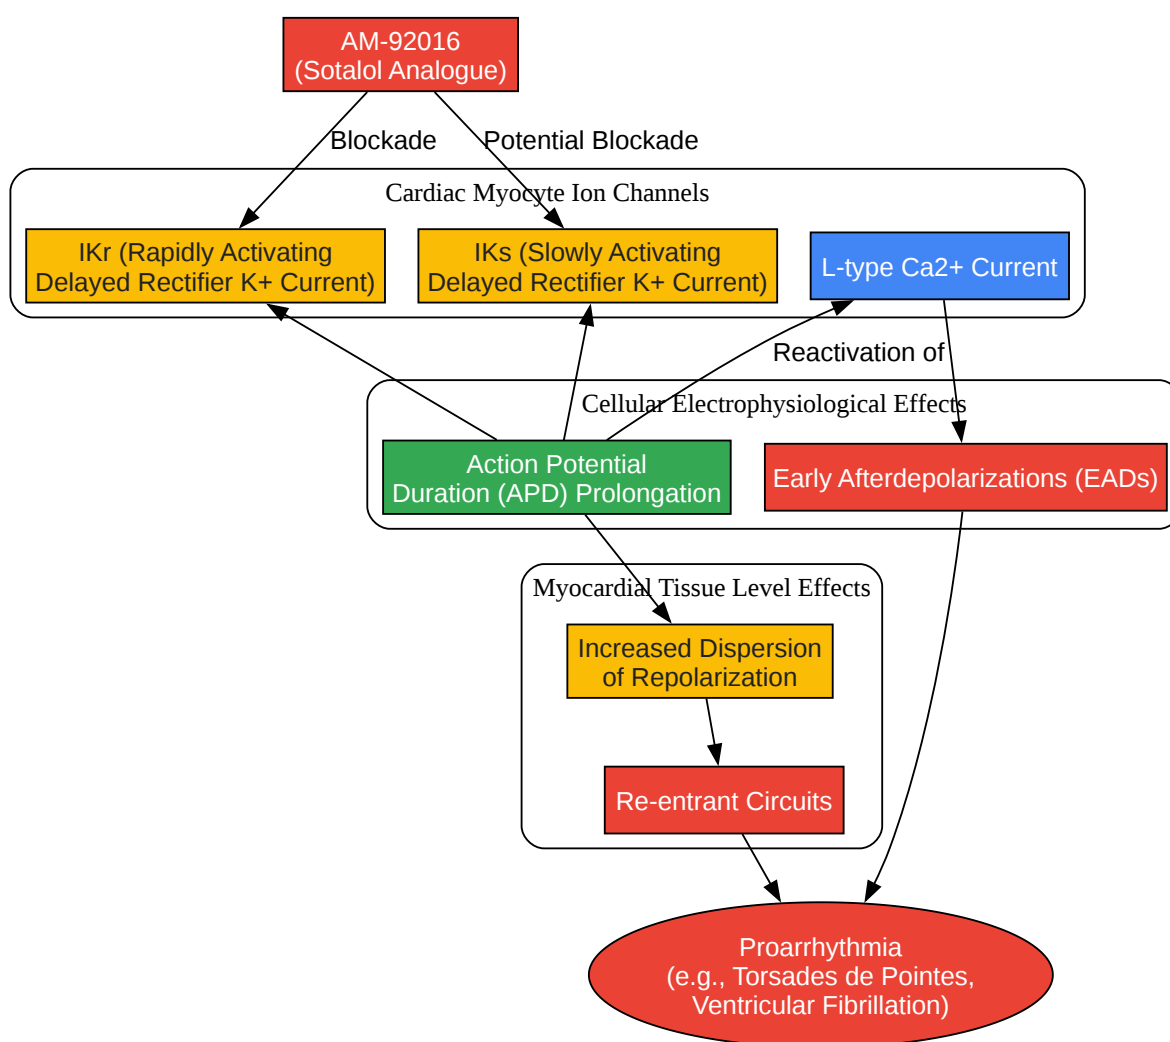 AM-92016
(Sotalol Analogue)
Blockade
Potential Blockade
Cardiac Myocyte Ion Channels
IKr (Rapidly Activating
Delayed Rectifier K+ Current)
IKs (Slowly Activating
Delayed Rectifier K+ Current)
L-type Ca2+ Current
Reactivation of
Cellular Electrophysiological Effects
Action Potential
Duration (APD) Prolongation
Early Afterdepolarizations (EADs)
Myocardial Tissue Level Effects
Increased Dispersion
of Repolarization
Re-entrant Circuits
Proarrhythmia
(e.g., Torsades de Pointes,
Ventricular Fibrillation)